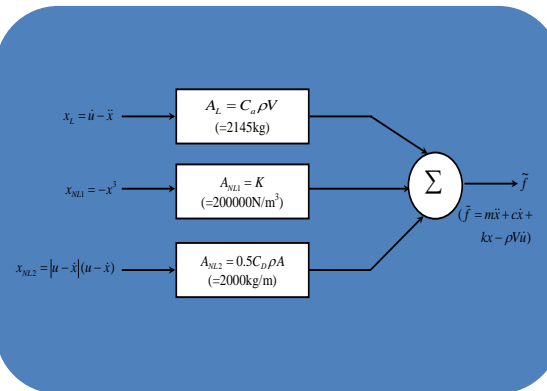 x_L = u̇ − ẍ
A_L = C_a ρV
(=2145kg)
x_NL1 = −x³
A_NL1 = K
(=200000N/m³)
x_NL2 = |u − ẋ|(u − ẋ)
A_NL2 = 0.5C_D ρA
(=2000kg/m)
Σ
f̃
(f̃ = mẍ + cẋ +
kx − ρVu̇)